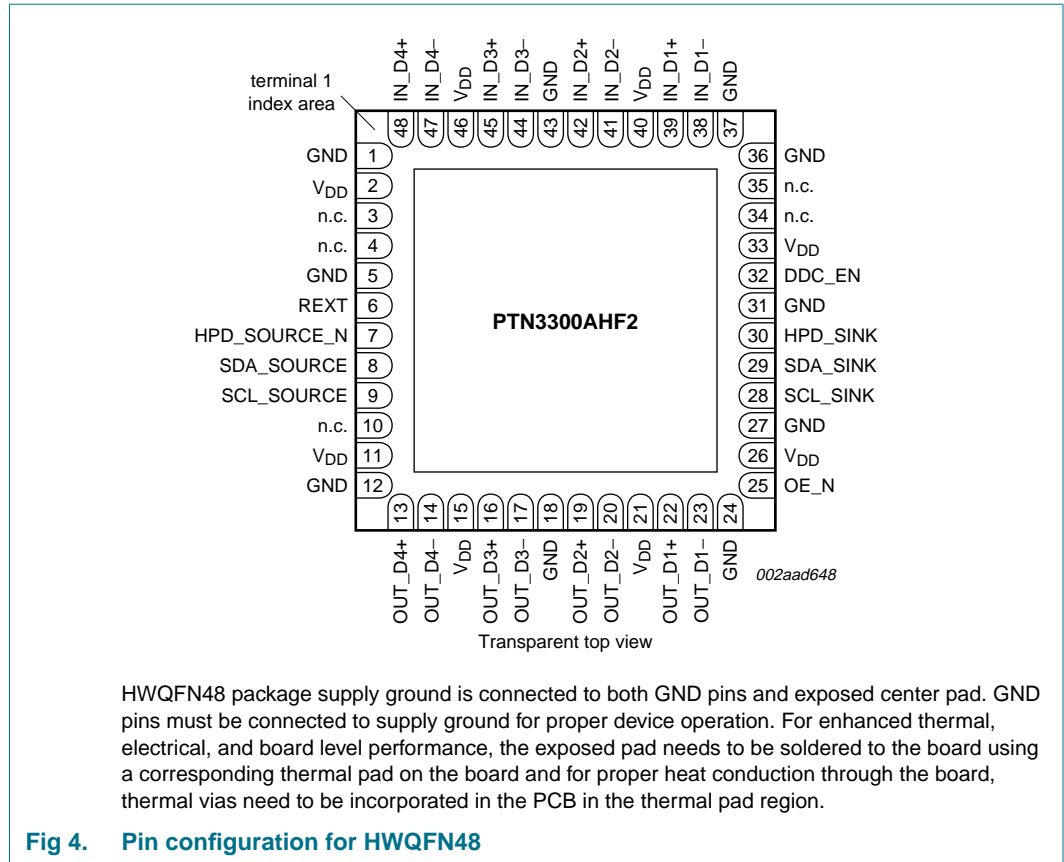 IN_D4+
IN_D4−
VDD
IN_D3+
IN_D3−
GND
IN_D2+
IN_D2−
VDD
IN_D1+
IN_D1−
GND
terminal 1
index area
48
47
46
45
44
43
42
41
40
39
38
37
GND 1
VDD 2
n.c. 3
n.c. 4
GND 5
REXT 6
HPD_SOURCE_N 7
SDA_SOURCE 8
SCL_SOURCE 9
n.c. 10
VDD 11
GND 12
PTN3300AHF2
36 GND
35 n.c.
34 n.c.
33 VDD
32 DDC_EN
31 GND
30 HPD_SINK
29 SDA_SINK
28 SCL_SINK
27 GND
26 VDD
25 OE_N
13
14
15
16
17
18
19
20
21
22
23
24
OUT_D4+
OUT_D4−
VDD
OUT_D3+
OUT_D3−
GND
OUT_D2+
OUT_D2−
VDD
OUT_D1+
OUT_D1−
GND
002aad648
Transparent top view
HWQFN48 package supply ground is connected to both GND pins and exposed center pad. GND
pins must be connected to supply ground for proper device operation. For enhanced thermal,
electrical, and board level performance, the exposed pad needs to be soldered to the board using
a corresponding thermal pad on the board and for proper heat conduction through the board,
thermal vias need to be incorporated in the PCB in the thermal pad region.
Fig 4. Pin configuration for HWQFN48